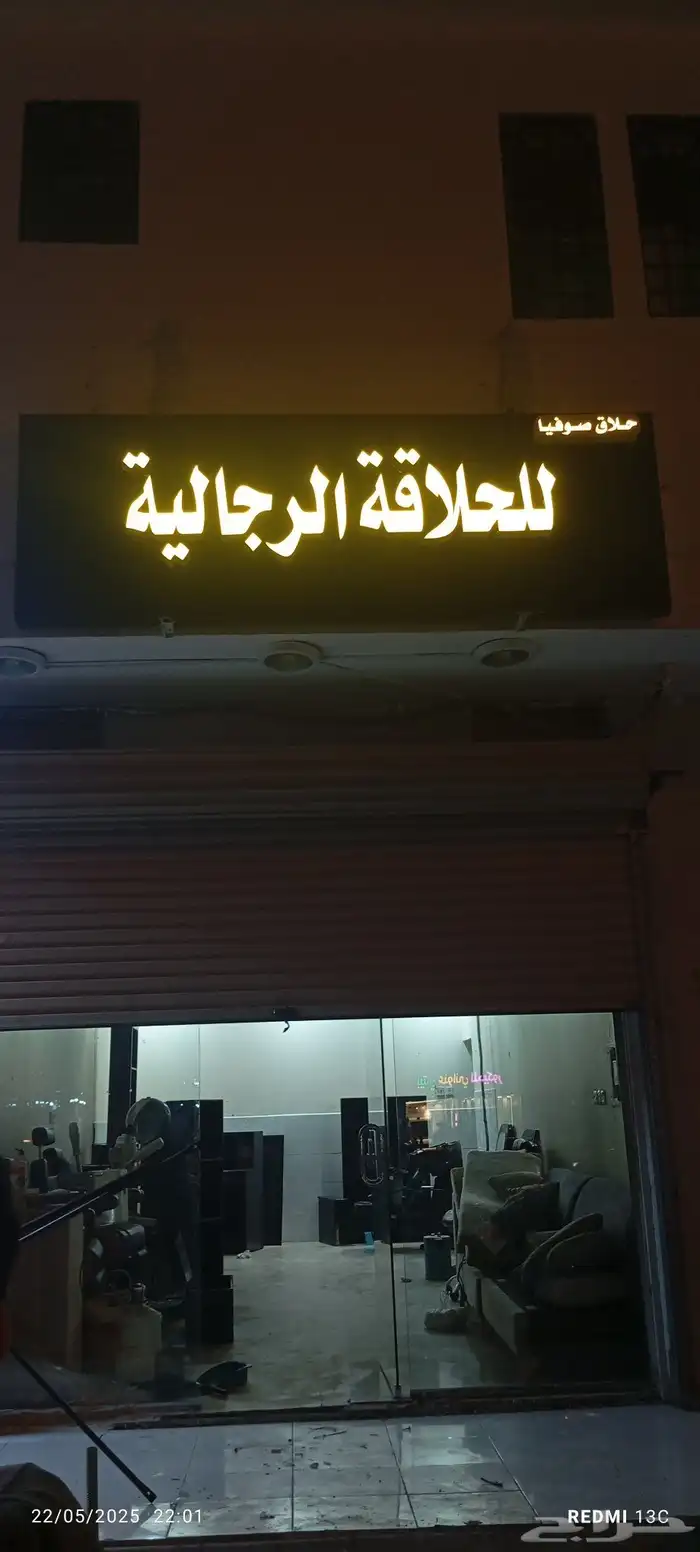 حلاق صوفيا
للحلاقة الرجالية
22/05/2025 22:01
REDMI 13C
حراج